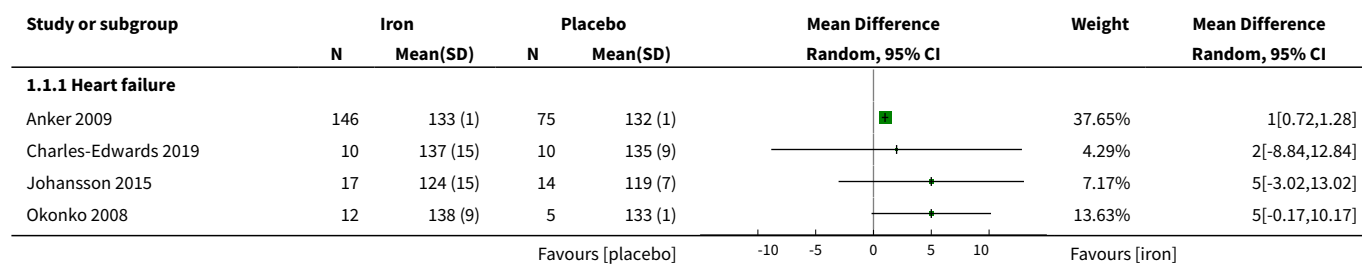 Study or subgroup Iron Placebo Mean Difference Weight Mean Difference
N Mean(SD) N Mean(SD) Random, 95% CI Random, 95% CI
1.1.1 Heart failure
Anker 2009 146 133 (1) 75 132 (1) 37.65% 1[0.72,1.28]
Charles-Edwards 2019 10 137 (15) 10 135 (9) 4.29% 2[-8.84,12.84]
Johansson 2015 17 124 (15) 14 119 (7) 7.17% 5[-3.02,13.02]
Okonko 2008 12 138 (9) 5 133 (1) 13.63% 5[-0.17,10.17]
Favours [placebo] -10 -5 0 5 10 Favours [iron]